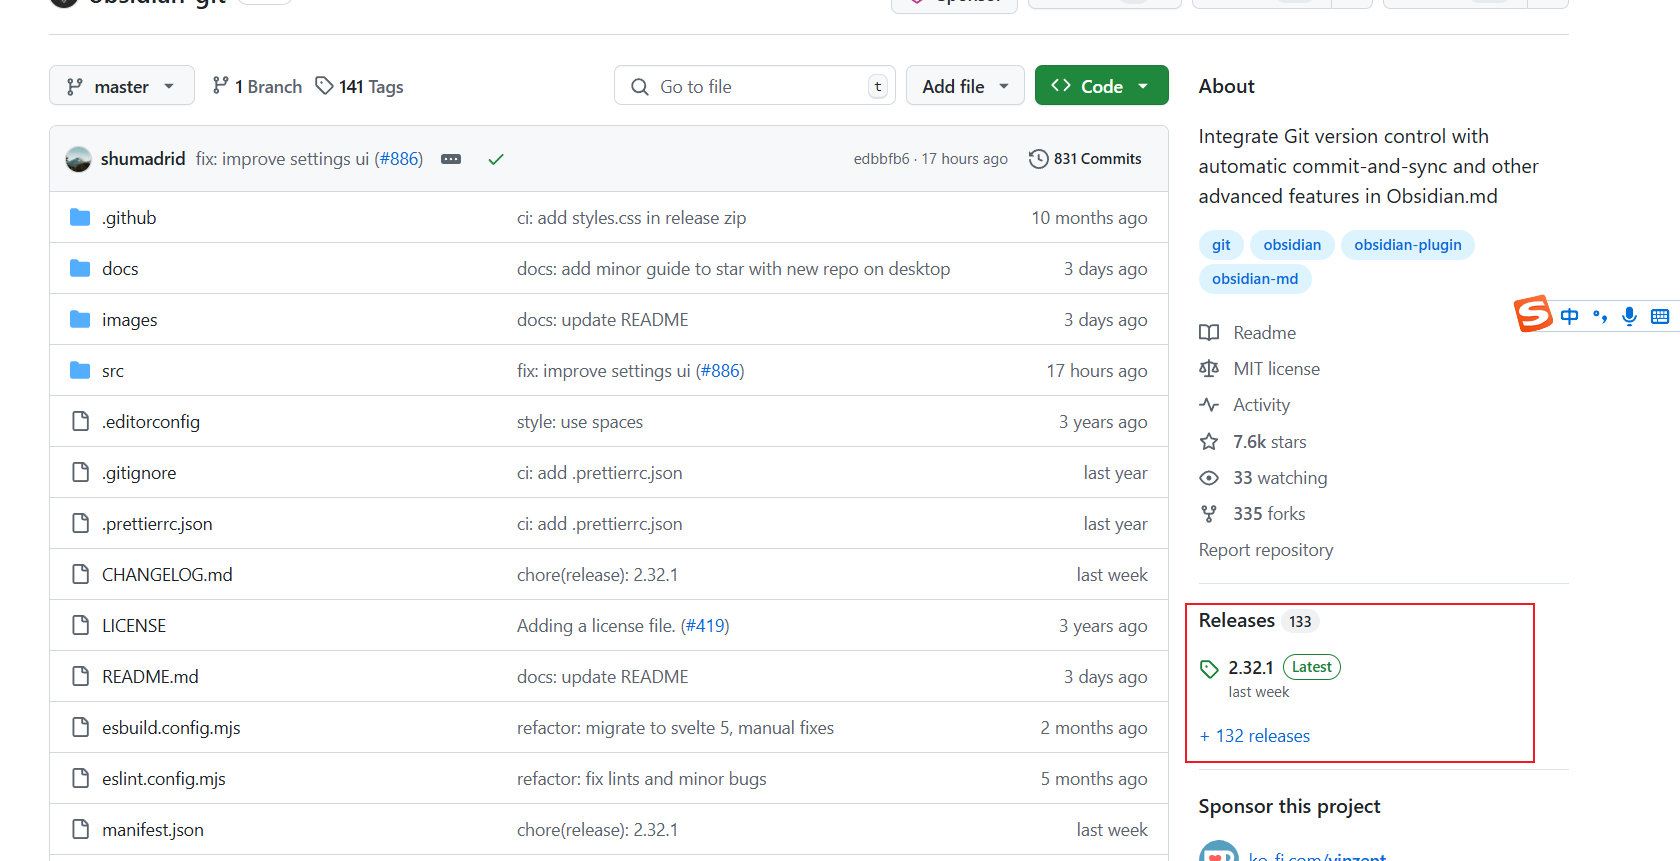 obsidian-git
Sponsor
master
1 Branch
141 Tags
Go to file
t
Add file
Code
shumadrid fix: improve settings ui (#886)
edbbfb6 · 17 hours ago
831 Commits
.github ci: add styles.css in release zip 10 months ago
docs docs: add minor guide to star with new repo on desktop 3 days ago
images docs: update README 3 days ago
src fix: improve settings ui (#886) 17 hours ago
.editorconfig style: use spaces 3 years ago
.gitignore ci: add .prettierrc.json last year
.prettierrc.json ci: add .prettierrc.json last year
CHANGELOG.md chore(release): 2.32.1 last week
LICENSE Adding a license file. (#419) 3 years ago
README.md docs: update README 3 days ago
esbuild.config.mjs refactor: migrate to svelte 5, manual fixes 2 months ago
eslint.config.mjs refactor: fix lints and minor bugs 5 months ago
manifest.json chore(release): 2.32.1 last week
About
Integrate Git version control with
automatic commit-and-sync and other
advanced features in Obsidian.md
git obsidian obsidian-plugin
obsidian-md
S 中
Readme
MIT license
Activity
7.6k stars
33 watching
335 forks
Report repository
Releases 133
2.32.1 Latest
last week
+ 132 releases
Sponsor this project
ko-fi.com/vinzent